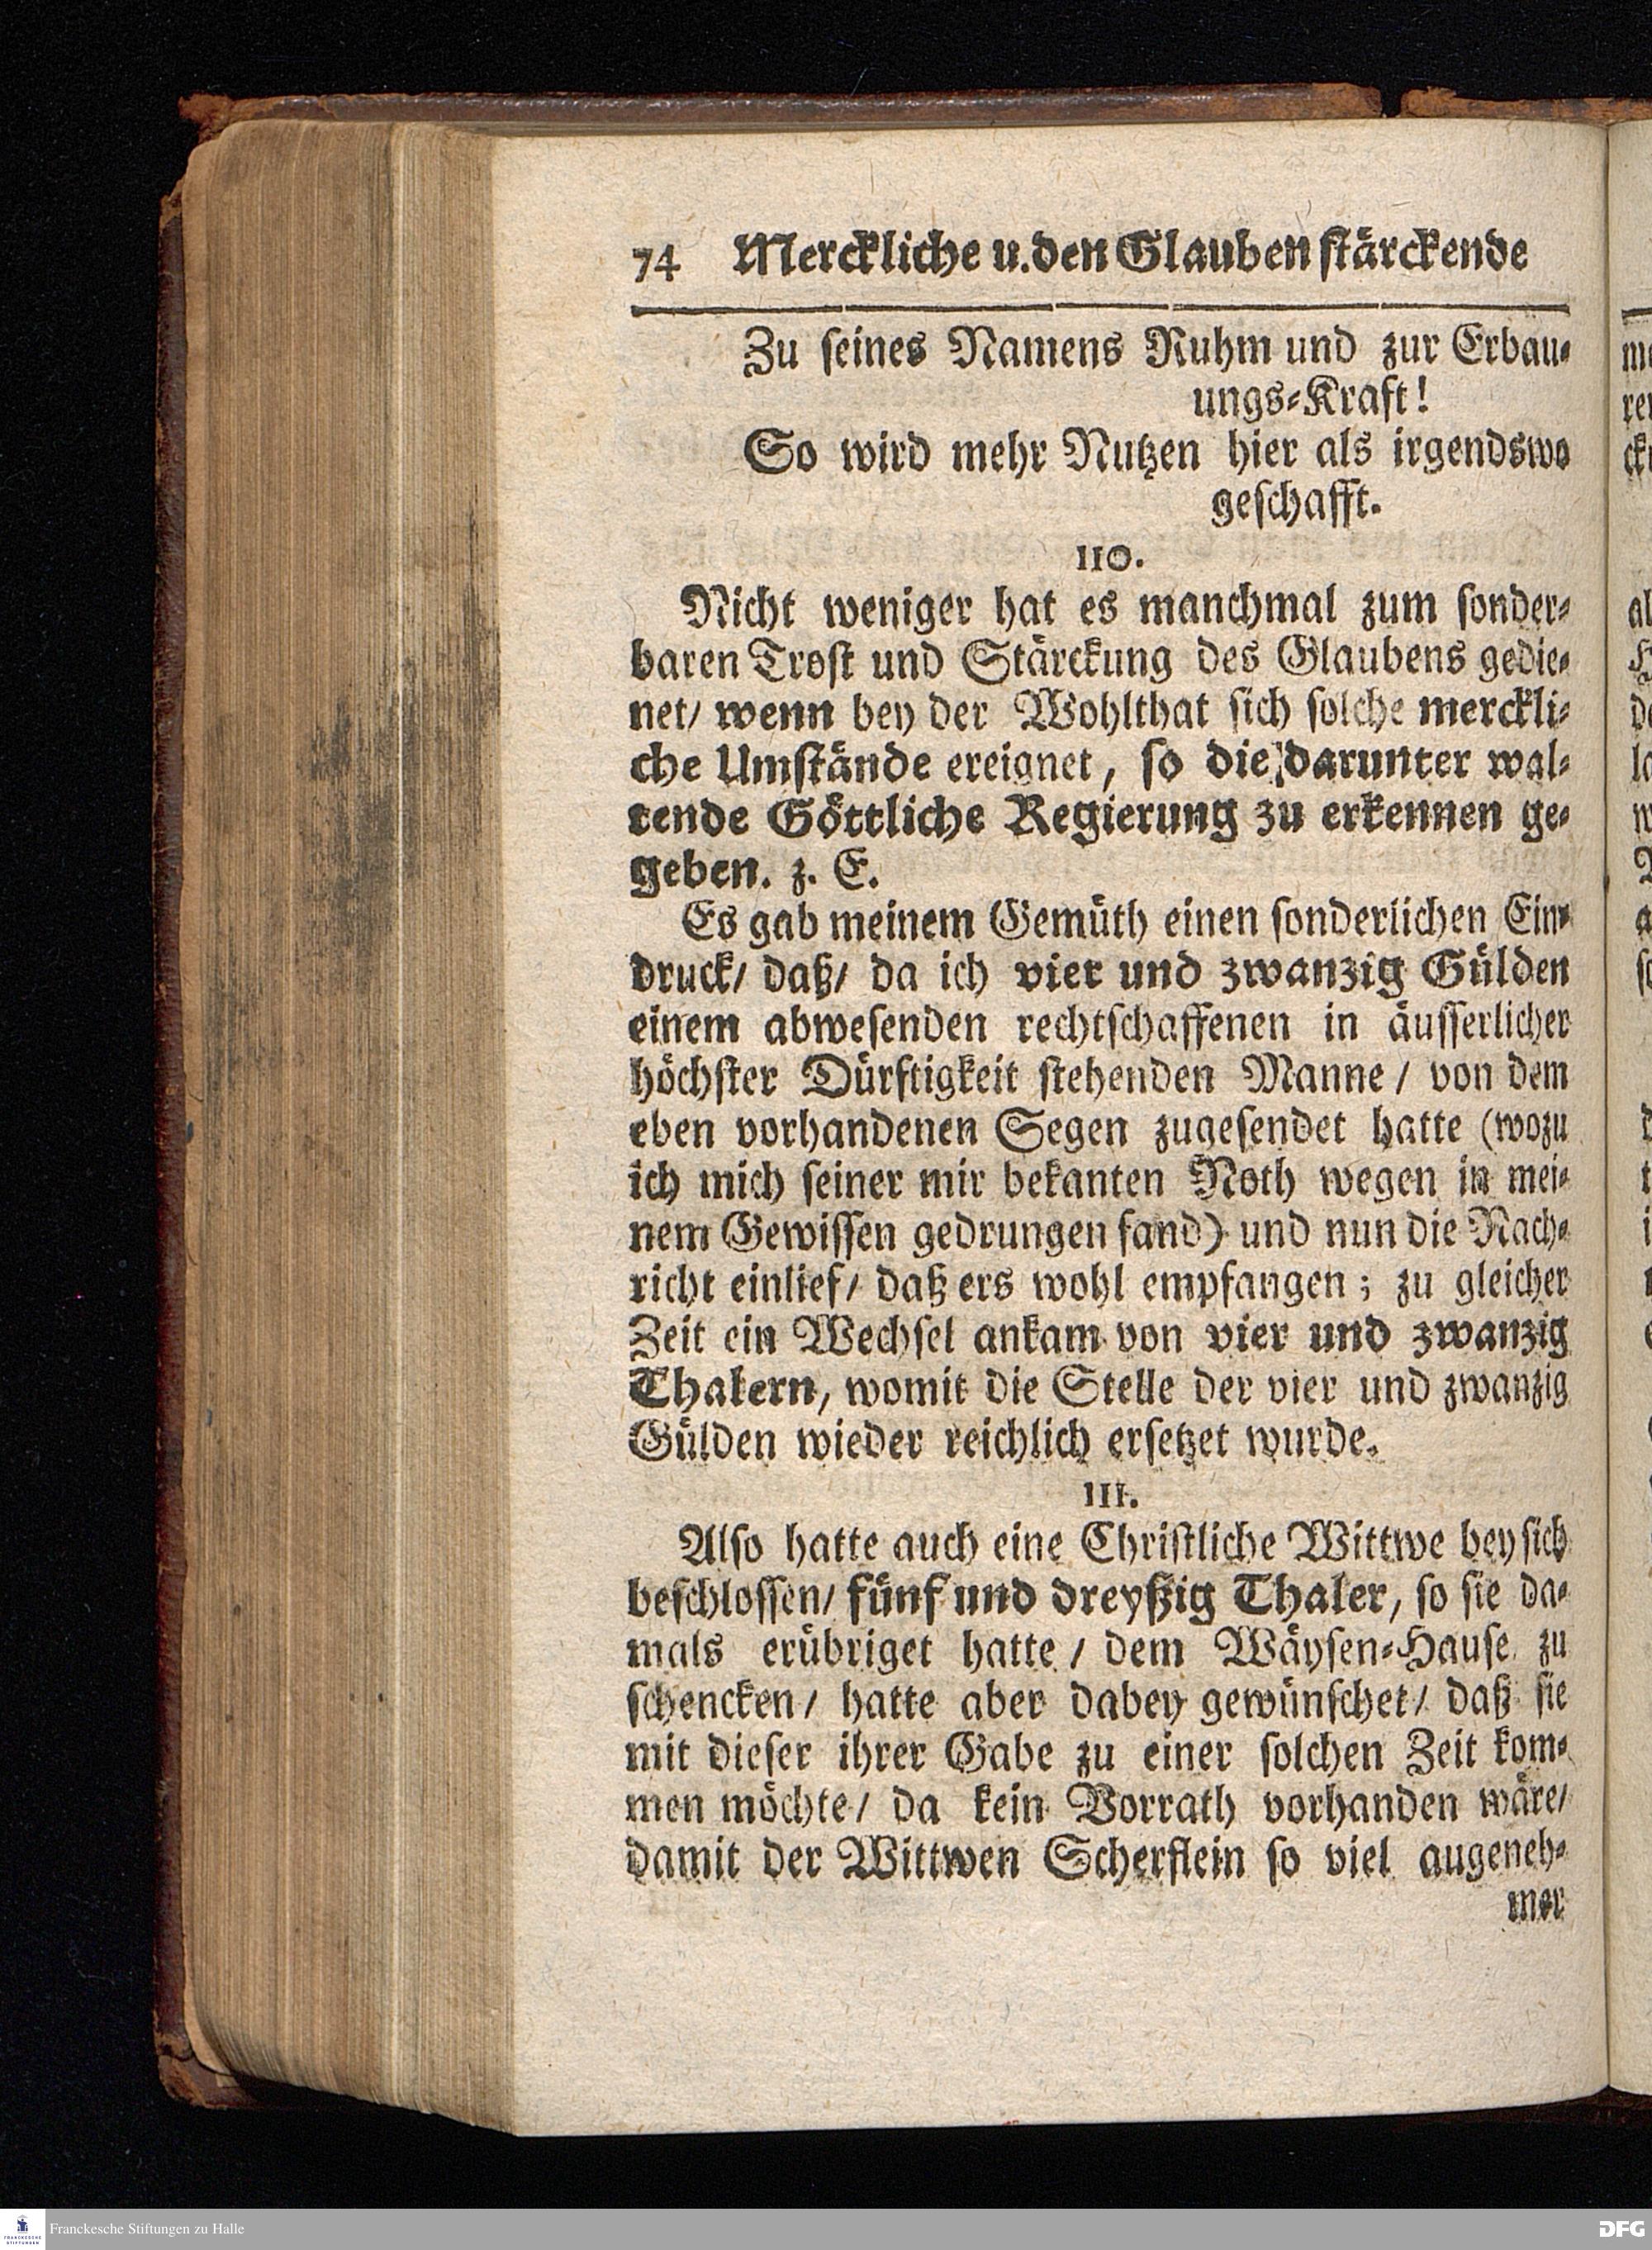 74 Merckliche u. den Glauben stärckende
Zu seines Namens Ruhm und zur Erbau-
ungs-Kraft!
So wird mehr Nutzen hier als irgendswo
geschafft.
110.
Nicht weniger hat es manchmal zum sonder-
baren Trost und Stärckung des Glaubens gedie-
net/ wenn bey der Wohlthat sich solche merckli-
che Umstände ereignet, so die darunter wal-
tende Göttliche Regierung zu erkennen ge-
geben. z. E.
Es gab meinem Gemüth einen sonderlichen Ein-
druck/ daß/ da ich vier und zwanzig Gülden
einem abwesenden rechtschaffenen in äusserlicher
höchster Dürftigkeit stehenden Manne / von dem
eben vorhandenen Segen zugesendet hatte (wozu
ich mich seiner mir bekanten Noth wegen in mei-
nem Gewissen gedrungen fand) und nun die Nach-
richt einlief/ daß ers wohl empfangen; zu gleicher
Zeit ein Wechsel ankam von vier und zwanzig
Thalern, womit die Stelle der vier und zwanzig
Gülden wieder reichlich ersetzet wurde.
111.
Also hatte auch eine Christliche Wittwe bey sich
beschlossen/ fünf und dreyßig Thaler, so sie da-
mals erübriget hatte / dem Wäysen-Hause zu
schencken/ hatte aber dabey gewünschet/ daß sie
mit dieser ihrer Gabe zu einer solchen Zeit kom-
men möchte/ da kein Vorrath vorhanden wäre/
damit der Wittwen Scherflein so viel augeneh-
mer
Franckesche Stiftungen zu Halle
DFG